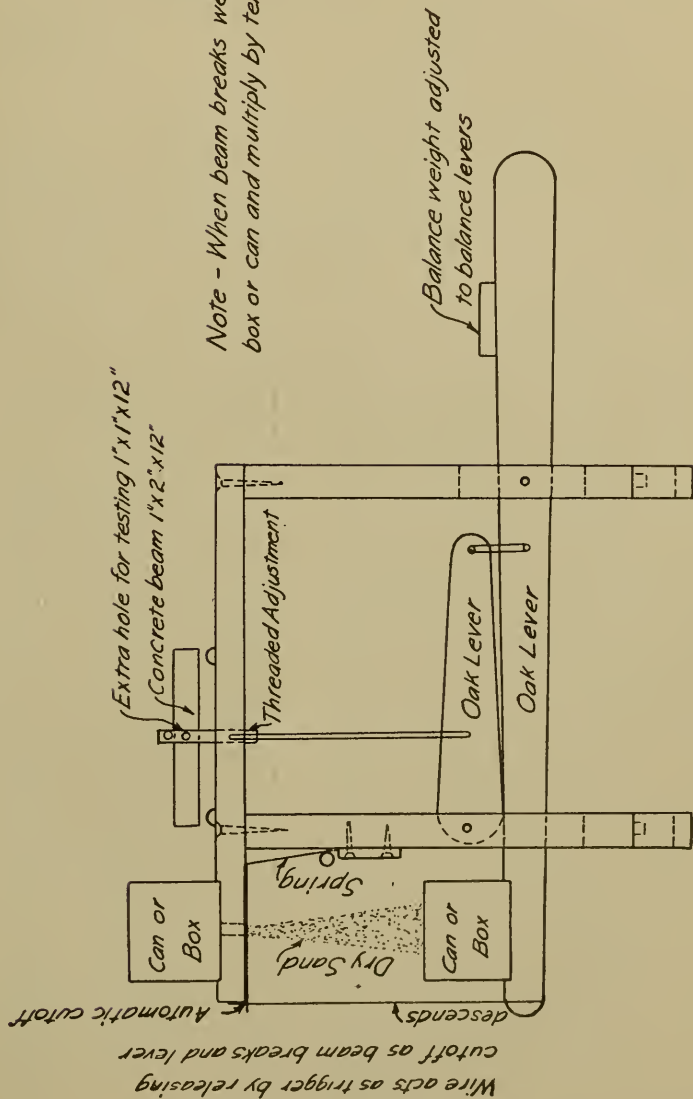 Note - When beam breaks
box or can and multiply by
Balance weight adjusted
to balance levers
Extra hole for testing 1"x1"x12"
Concrete beam 1"x2"x12"
Threaded Adjustment
Oak Lever
Oak Lever
Spring
Can or
Box
Dry Sand
Can or
Box
Automatic cutoff
Wire acts as trigger by releasing
cutoff as beam breaks and lever
descends